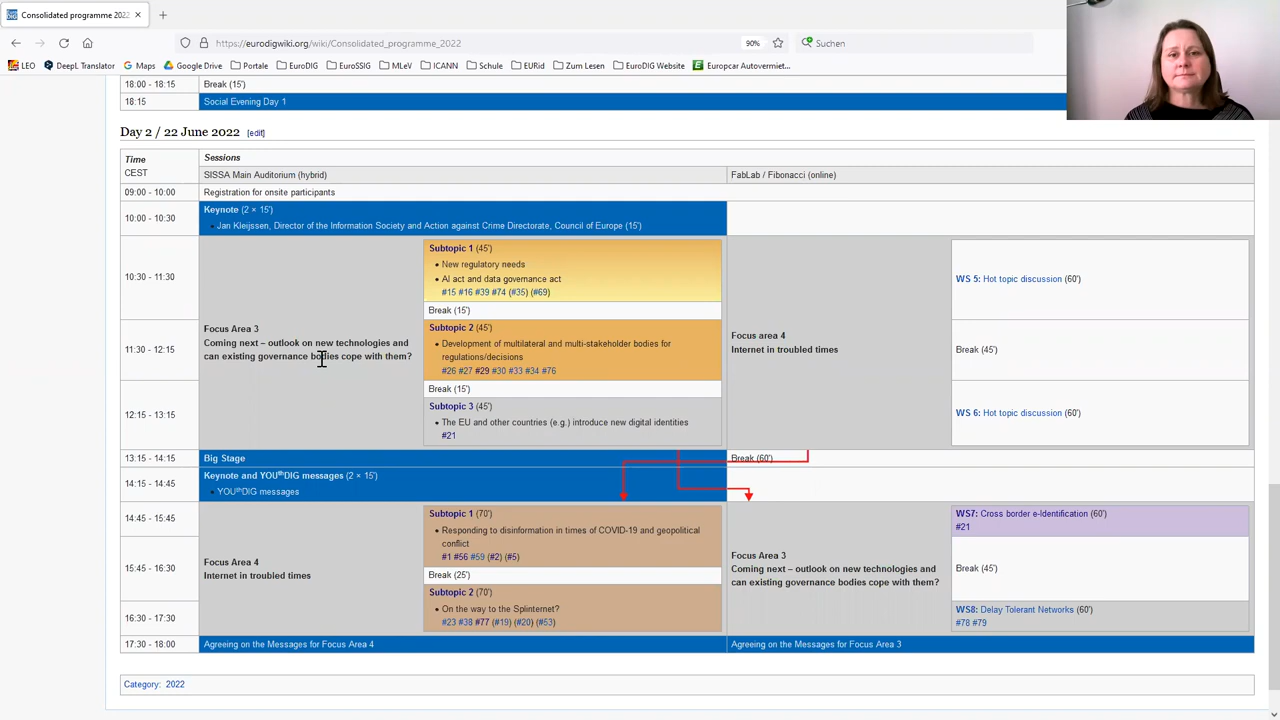 Consolidated programme 2022
https://eurodigwiki.org/wiki/Consolidated_programme_2022
90%
Suchen
LEO
DeepL Translator
Maps
Google Drive
Portale
EuroDIG
EuroSSIG
MLeV
ICANN
Schule
EURid
Zum Lesen
EuroDIG Website
Europcar Autovermiet...
18:00 - 18:15 Break (15')
18:15 Social Evening Day 1
Day 2 / 22 June 2022 [edit]
Time
CEST
Sessions
SISSA Main Auditorium (hybrid)
FabLab / Fibonacci (online)
09:00 - 10:00 Registration for onsite participants
10:00 - 10:30
Keynote (2 × 15')
Jan Kleijssen, Director of the Information Society and Action against Crime Directorate, Council of Europe (15')
10:30 - 11:30
11:30 - 12:15
12:15 - 13:15
Focus Area 3
Coming next – outlook on new technologies and
can existing governance bodies cope with them?
Subtopic 1 (45')
New regulatory needs
AI act and data governance act
#15 #16 #39 #74 (#35) (#69)
Break (15')
Subtopic 2 (45')
Development of multilateral and multi-stakeholder bodies for
regulations/decisions
#26 #27 #29 #30 #33 #34 #76
Break (15')
Subtopic 3 (45')
The EU and other countries (e.g.) introduce new digital identities
#21
Focus area 4
Internet in troubled times
WS 5: Hot topic discussion (60')
Break (45')
WS 6: Hot topic discussion (60')
13:15 - 14:15 Big Stage
Break (60')
14:15 - 14:45
Keynote and YOUthDIG messages (2 × 15')
YOUthDIG messages
14:45 - 15:45
15:45 - 16:30
16:30 - 17:30
Focus Area 4
Internet in troubled times
Subtopic 1 (70')
Responding to disinformation in times of COVID-19 and geopolitical
conflict
#1 #56 #59 (#2) (#5)
Break (25')
Subtopic 2 (70')
On the way to the Splinternet?
#23 #38 #77 (#19) (#20) (#53)
Focus Area 3
Coming next – outlook on new technologies and
can existing governance bodies cope with them?
WS7: Cross border e-Identification (60')
#21
Break (45')
WS8: Delay Tolerant Networks (60')
#78 #79
17:30 - 18:00 Agreeing on the Messages for Focus Area 4
Agreeing on the Messages for Focus Area 3
Category: 2022